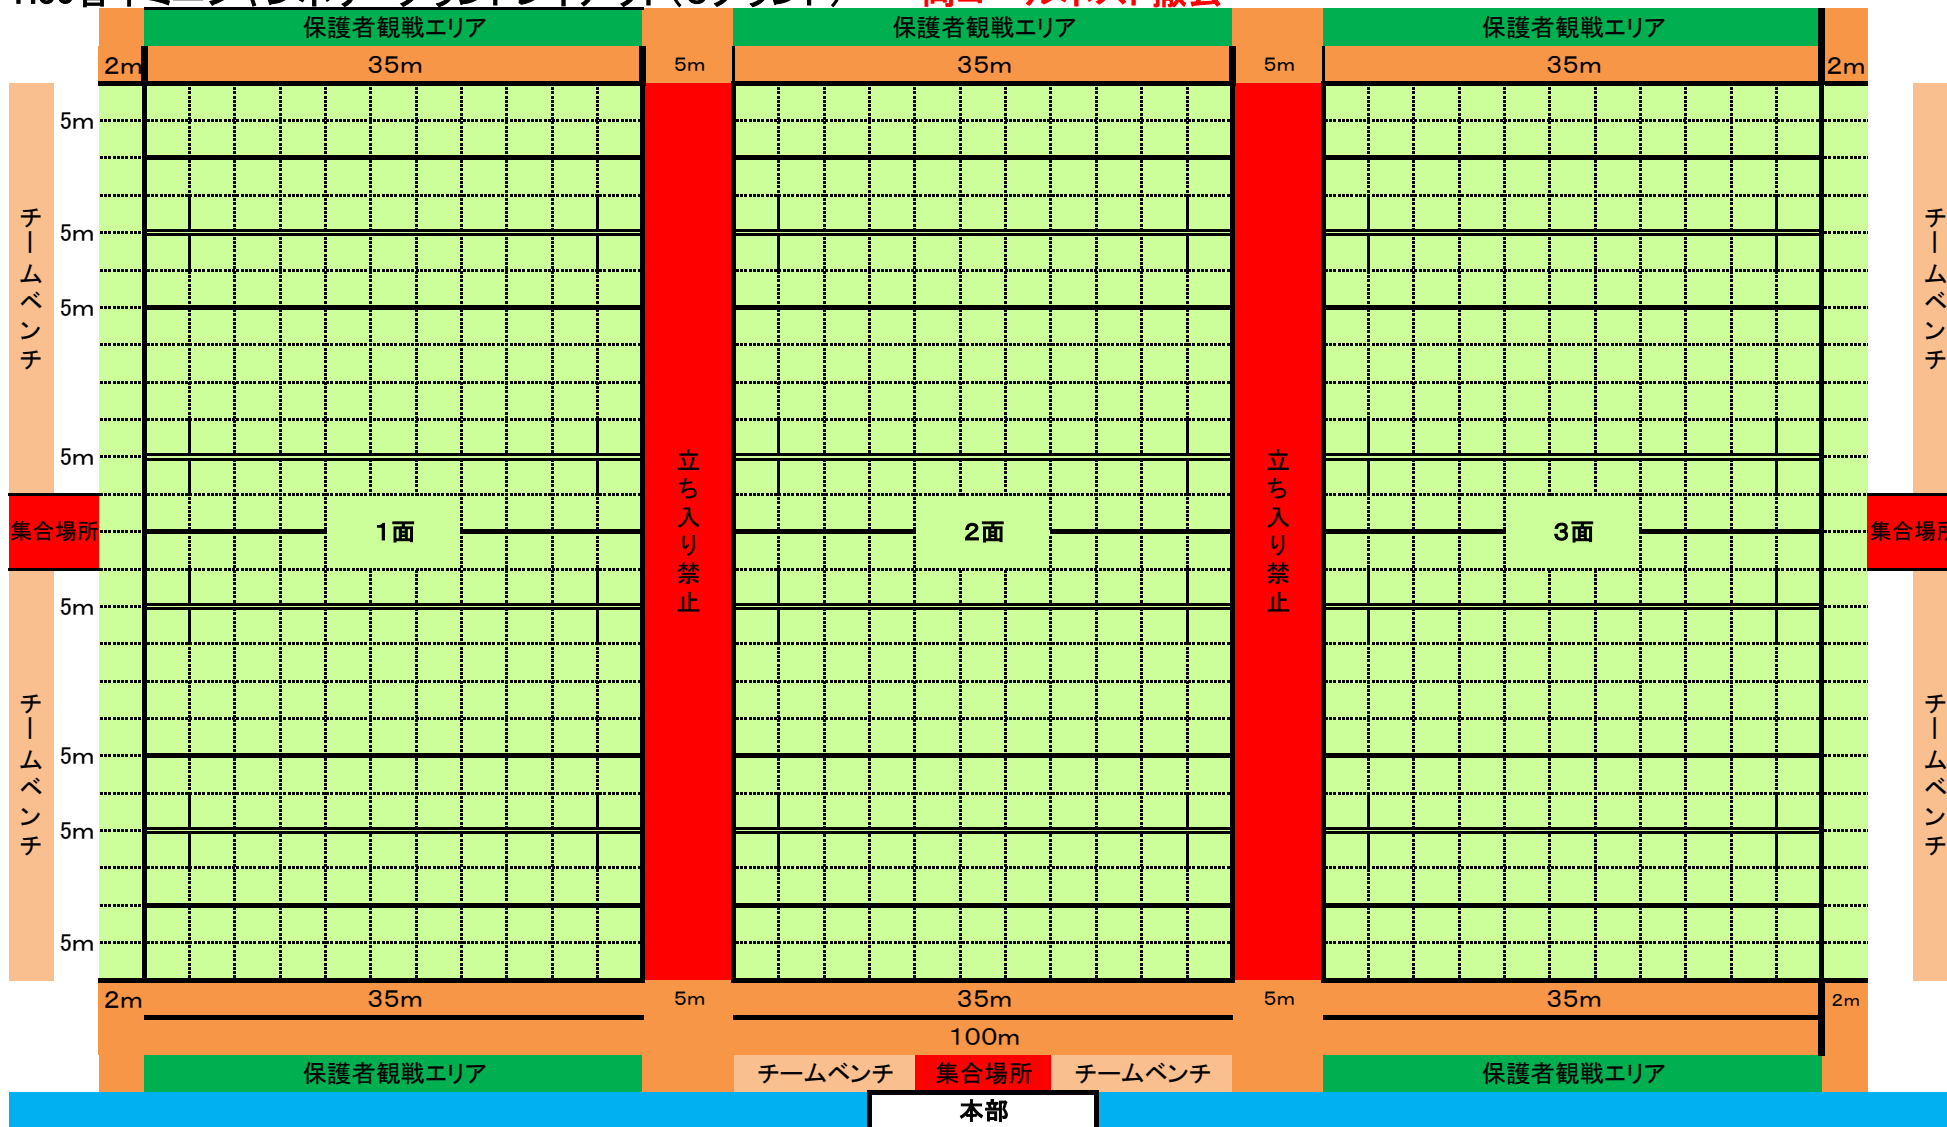 保護者観戦エリア 保護者観戦エリア 保護者観戦エリア
2m 35m 5m 35m 5m 35m 2m
5m
チームベンチ
5m
5m
5m
チームベンチ
立ち入り禁止
立ち入り禁止
集合場所 1面 2面 3面 集合場所
5m
チームベンチ
5m
5m
5m
チームベンチ
2m 35m 5m 35m 5m 35m 2m
100m
保護者観戦エリア チームベンチ 集合場所 チームベンチ 保護者観戦エリア
本部